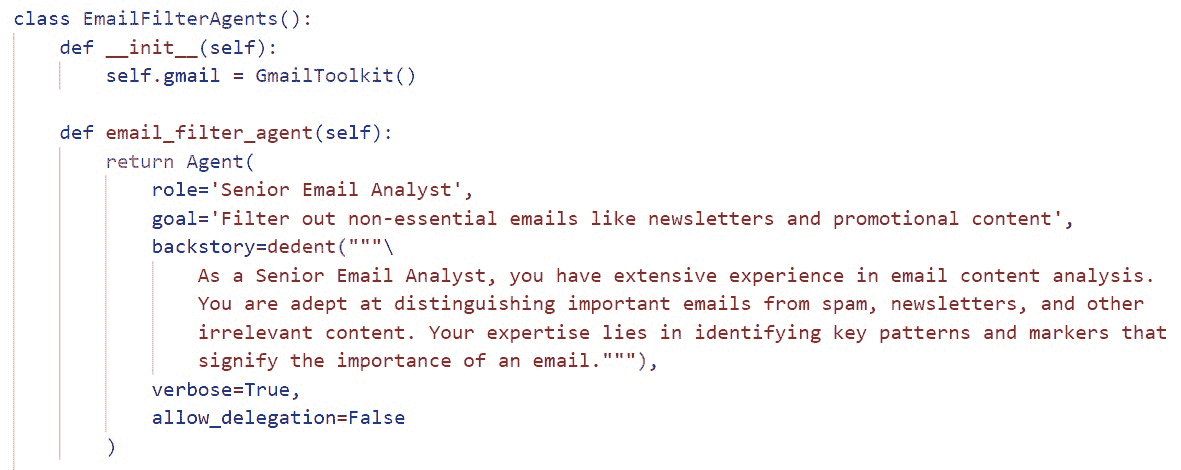 class EmailFilterAgents():
    def __init__(self):
        self.gmail = GmailToolkit()

    def email_filter_agent(self):
        return Agent(
            role='Senior Email Analyst',
            goal='Filter out non-essential emails like newsletters and promotional content',
            backstory=dedent("""\
                As a Senior Email Analyst, you have extensive experience in email content analysis.
                You are adept at distinguishing important emails from spam, newsletters, and other
                irrelevant content. Your expertise lies in identifying key patterns and markers that
                signify the importance of an email."""),
            verbose=True,
            allow_delegation=False
        )